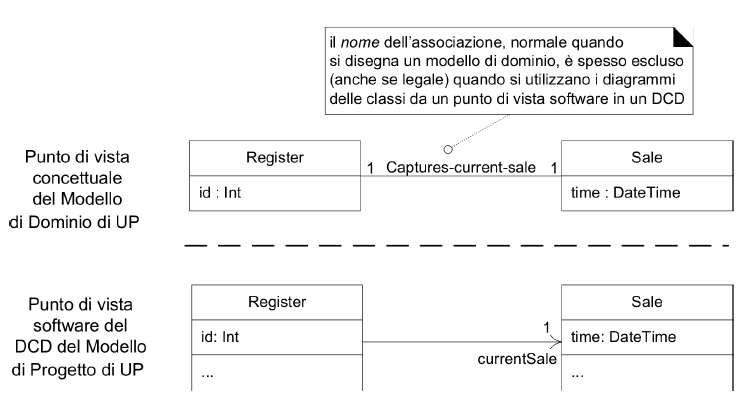 il nome dell'associazione, normale quando
si disegna un modello di dominio, è spesso escluso
(anche se legale) quando si utilizzano i diagrammi
delle classi da un punto di vista software in un DCD
Punto di vista
concettuale
del Modello
di Dominio di UP
Register
id : Int
1 Captures-current-sale 1
Sale
time : DateTime
Punto di vista
software del
DCD del Modello
di Progetto di UP
Register
id: Int
...
1
currentSale
Sale
time: DateTime
...